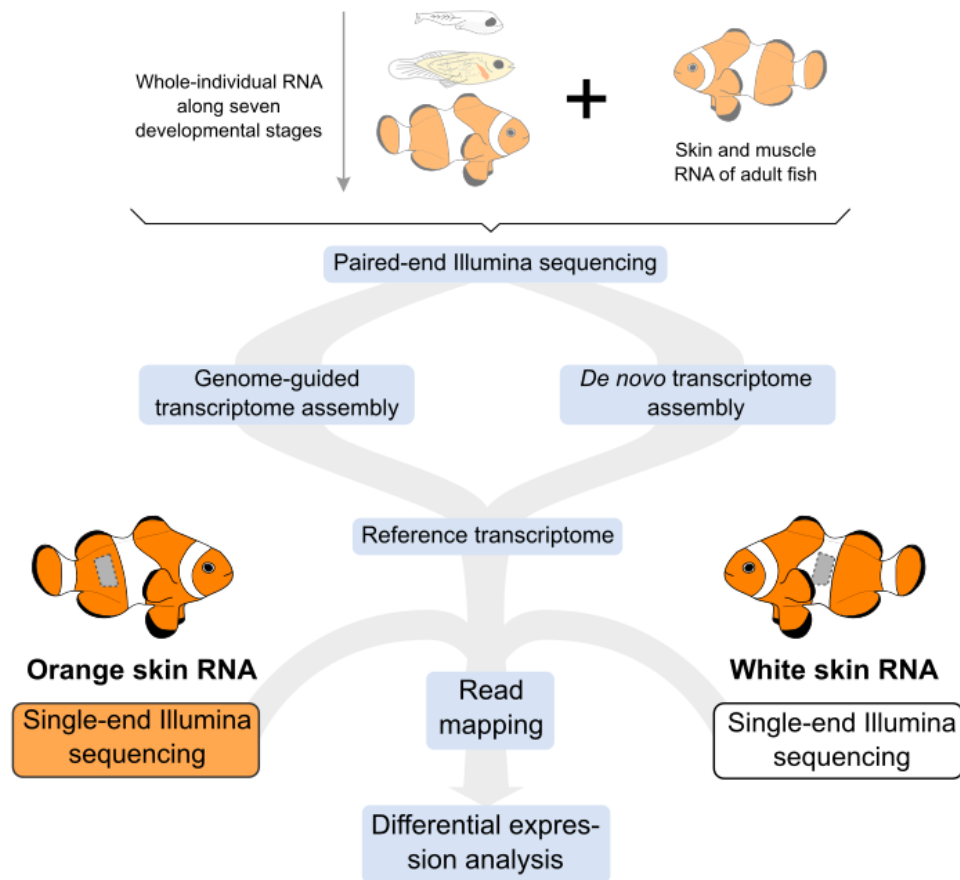 Whole-individual RNA
along seven
developmental stages
+
Skin and muscle
RNA of adult fish
Paired-end Illumina sequencing
Genome-guided
transcriptome assembly
De novo transcriptome
assembly
Reference transcriptome
Orange skin RNA
White skin RNA
Single-end Illumina
sequencing
Read
mapping
Single-end Illumina
sequencing
Differential expres-
sion analysis